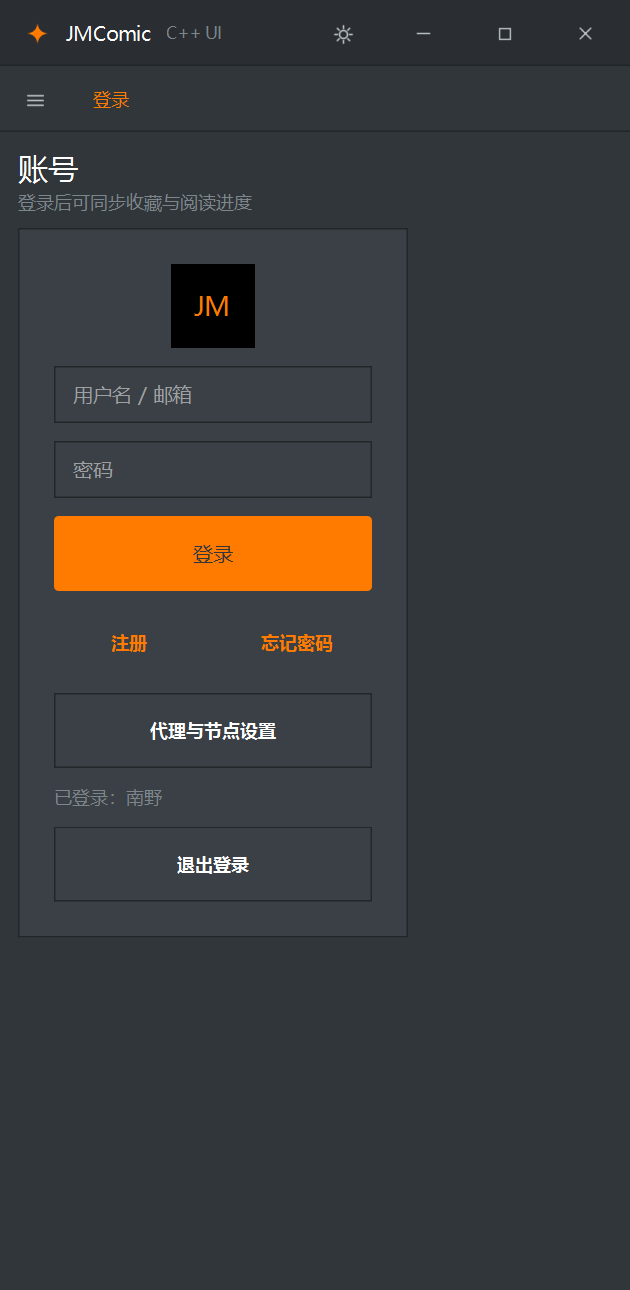 JMComic C++ UI
登录
账号
登录后可同步收藏与阅读进度
JM
用户名 / 邮箱
密码
登录
注册 忘记密码
代理与节点设置
已登录: 南野
退出登录